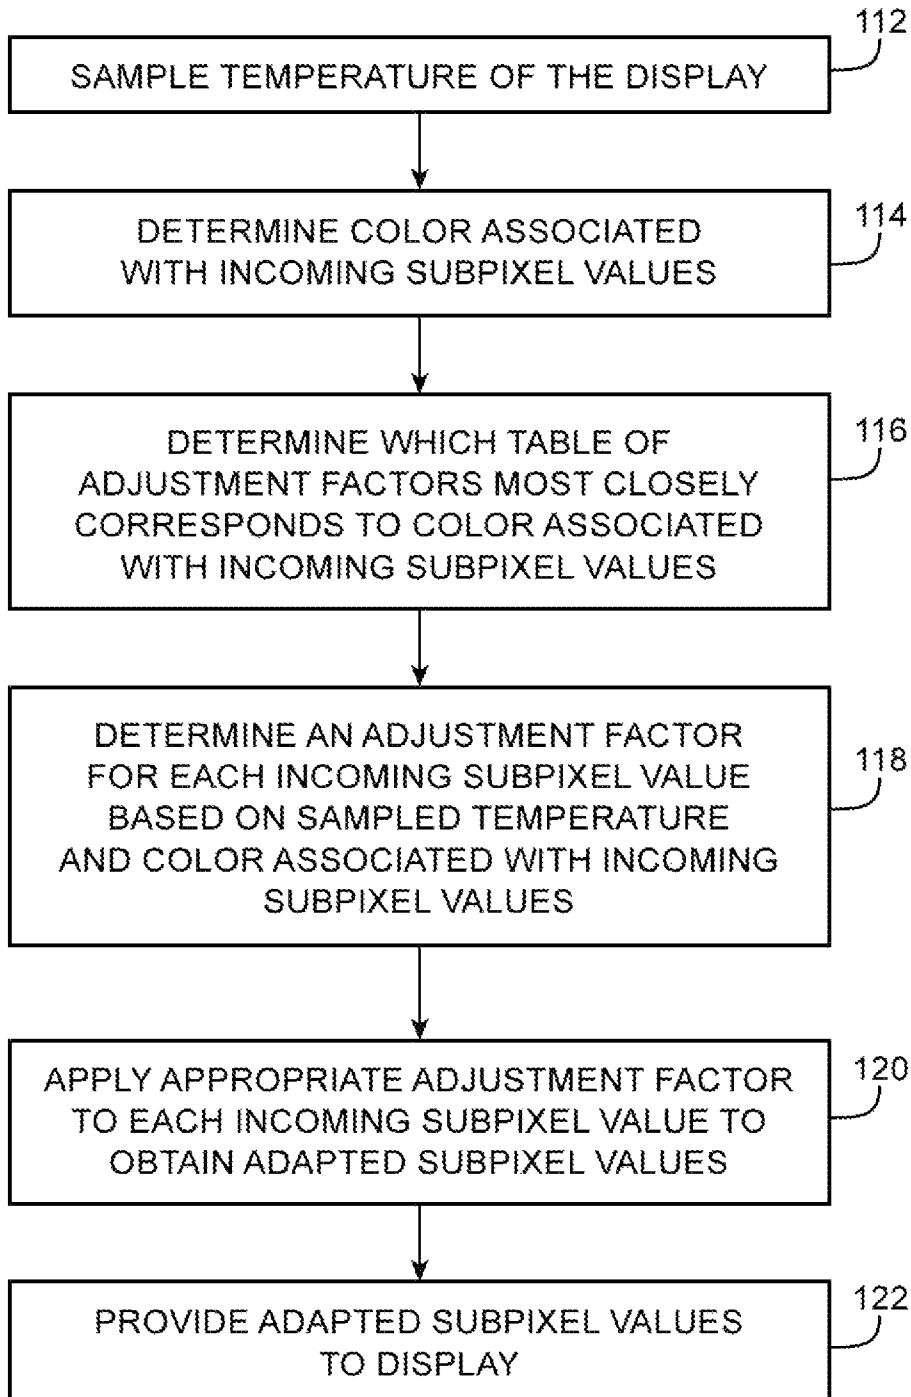 112
SAMPLE TEMPERATURE OF THE DISPLAY
114
DETERMINE COLOR ASSOCIATED
WITH INCOMING SUBPIXEL VALUES
116
DETERMINE WHICH TABLE OF
ADJUSTMENT FACTORS MOST CLOSELY
CORRESPONDS TO COLOR ASSOCIATED
WITH INCOMING SUBPIXEL VALUES
118
DETERMINE AN ADJUSTMENT FACTOR
FOR EACH INCOMING SUBPIXEL VALUE
BASED ON SAMPLED TEMPERATURE
AND COLOR ASSOCIATED WITH INCOMING
SUBPIXEL VALUES
120
APPLY APPROPRIATE ADJUSTMENT FACTOR
TO EACH INCOMING SUBPIXEL VALUE TO
OBTAIN ADAPTED SUBPIXEL VALUES
122
PROVIDE ADAPTED SUBPIXEL VALUES
TO DISPLAY